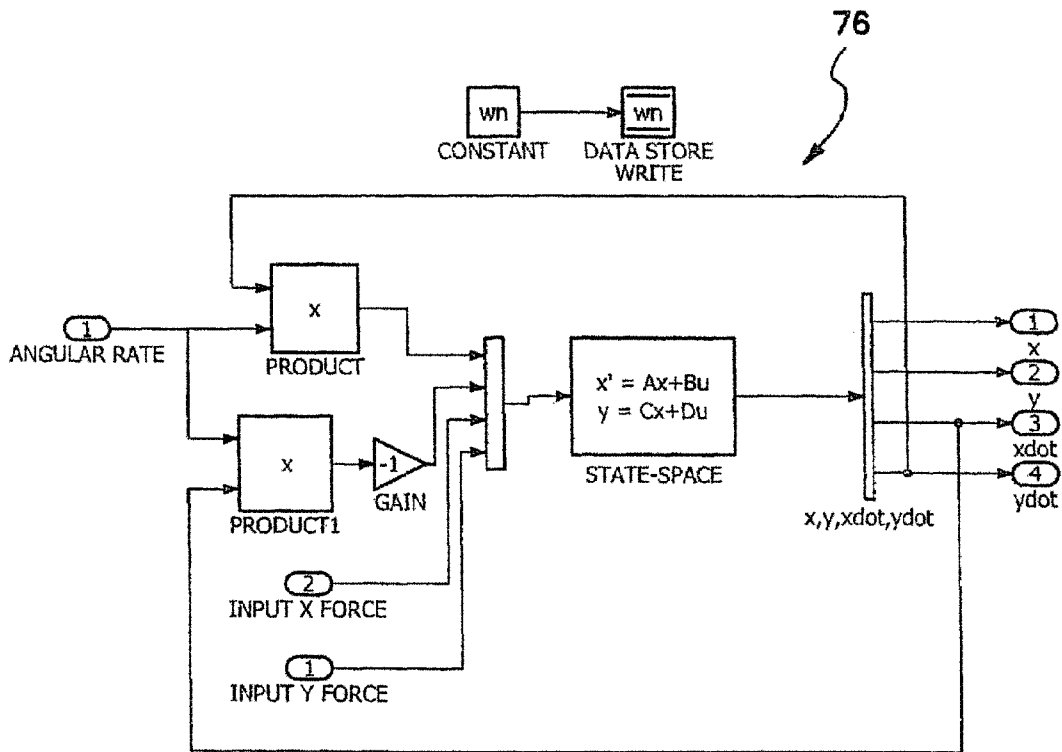 76
wn
wn
CONSTANT
DATA STORE
WRITE
x
PRODUCT
1
ANGULAR RATE
x
PRODUCT1
-1
GAIN
2
INPUT X FORCE
1
INPUT Y FORCE
x' = Ax+Bu
y = Cx+Du
STATE-SPACE
x,y,xdot,ydot
1
x
2
y
3
xdot
4
ydot